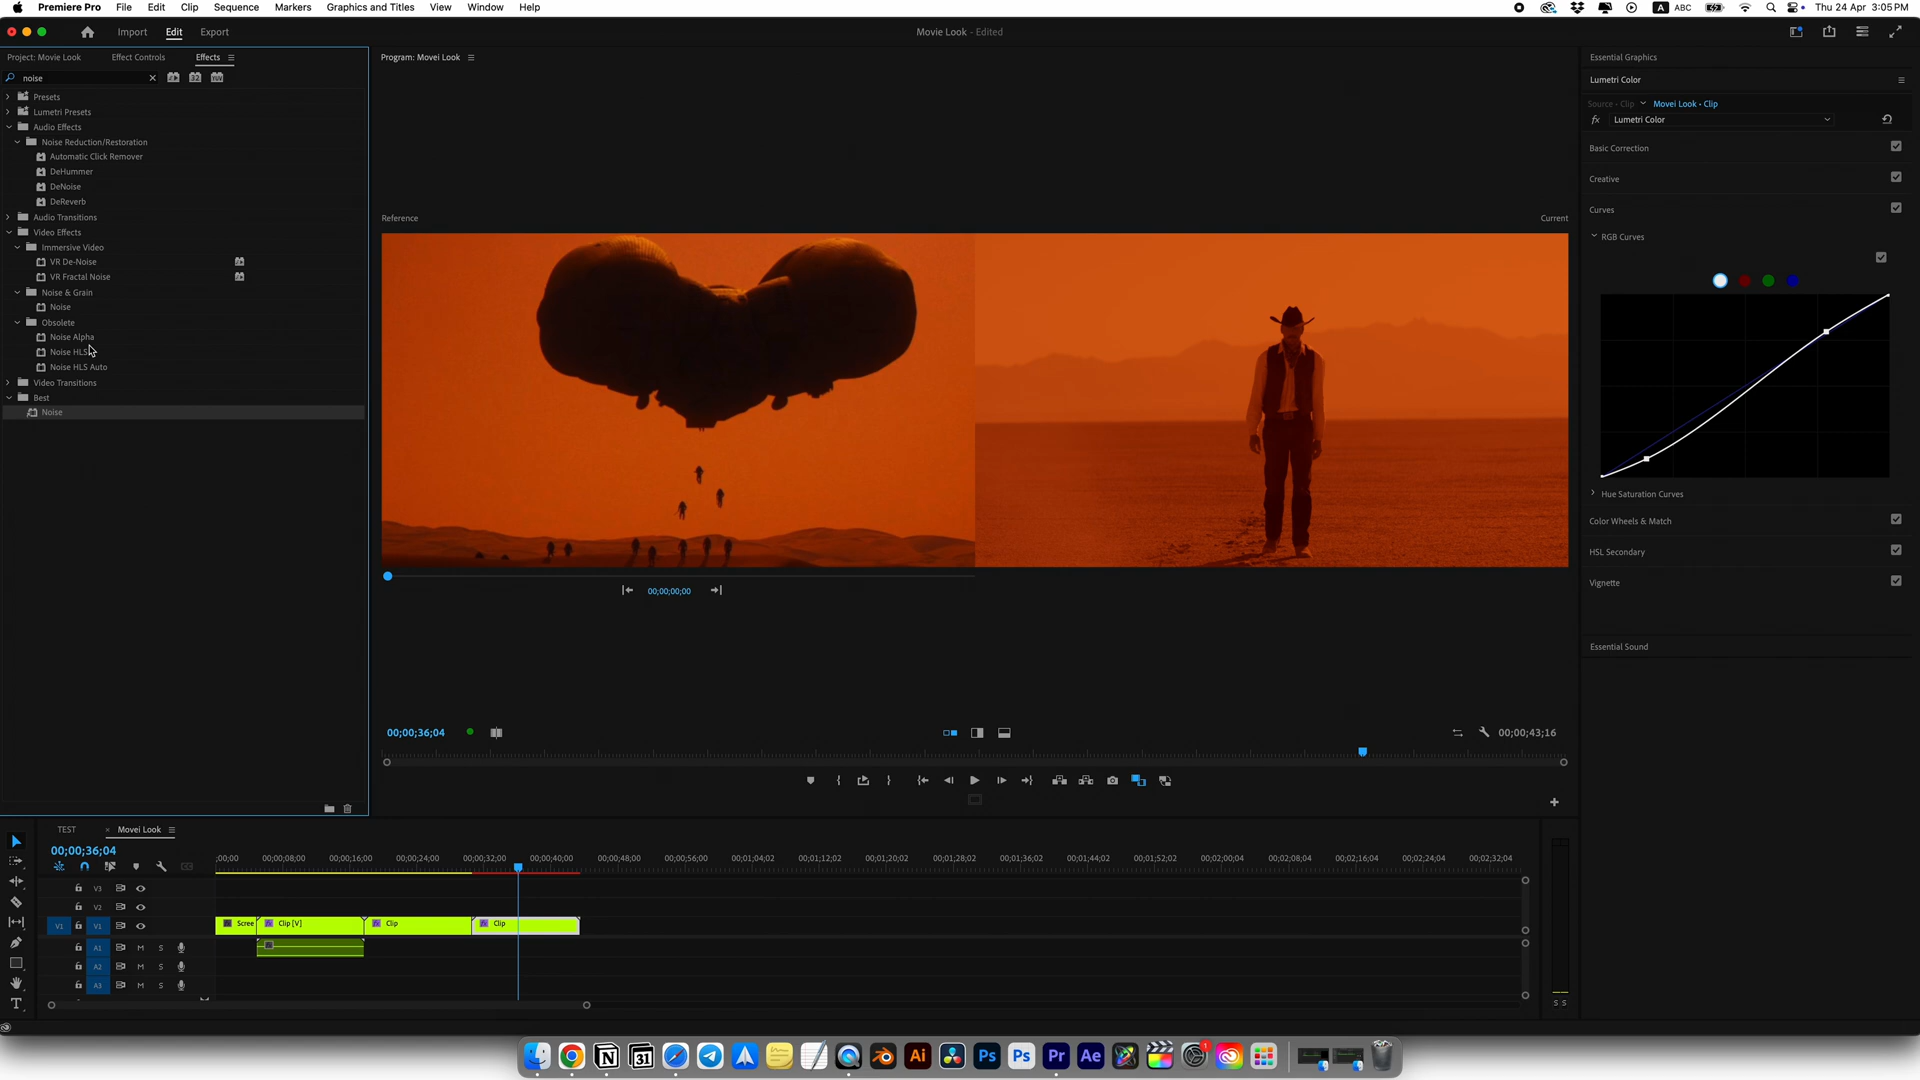 Premiere Pro File Edit Clip Sequence Markers Graphics and Titles View Window Help A ABC Thu 24 Apr 3:05 PM
Import Edit Export Movie Look - Edited
Project: Movie Look Effect Controls Effects
noise
Presets
Lumetri Presets
Audio Effects
Noise Reduction/Restoration
Automatic Click Remover
DeHummer
DeNoise
DeReverb
Audio Transitions
Video Effects
Immersive Video
VR De-Noise
VR Fractal Noise
Noise & Grain
Noise
Obsolete
Noise Alpha
Noise HLS
Noise HLS Auto
Video Transitions
Best
Noise
Program: Movei Look
Reference Current
00;00;00;00
00;00;36;04 00;00;43;16
Essential Graphics
Lumetri Color
Source · Clip Movei Look · Clip
fx Lumetri Color
Basic Correction
Creative
Curves
RGB Curves
Hue Saturation Curves
Color Wheels & Match
HSL Secondary
Vignette
Essential Sound
TEST × Movei Look
00;00;36;04
;00;00 00;00;08;00 00;00;16;00 00;00;24;00 00;00;32;00 00;00;40;00 00;00;48;00 00;00;56;00 00;01;04;02 00;01;12;02 00;01;20;02 00;01;28;02 00;01;36;02 00;01;44;02 00;01;52;02 00;02;00;04 00;02;08;04 00;02;16;04 00;02;24;04 00;02;32;04
V3
V2
V1 V1 Scree Clip [V] Clip Clip
A1 M S
A2 M S
A3 M S
S S
31 Ai Ps Ps Pr Ae 1